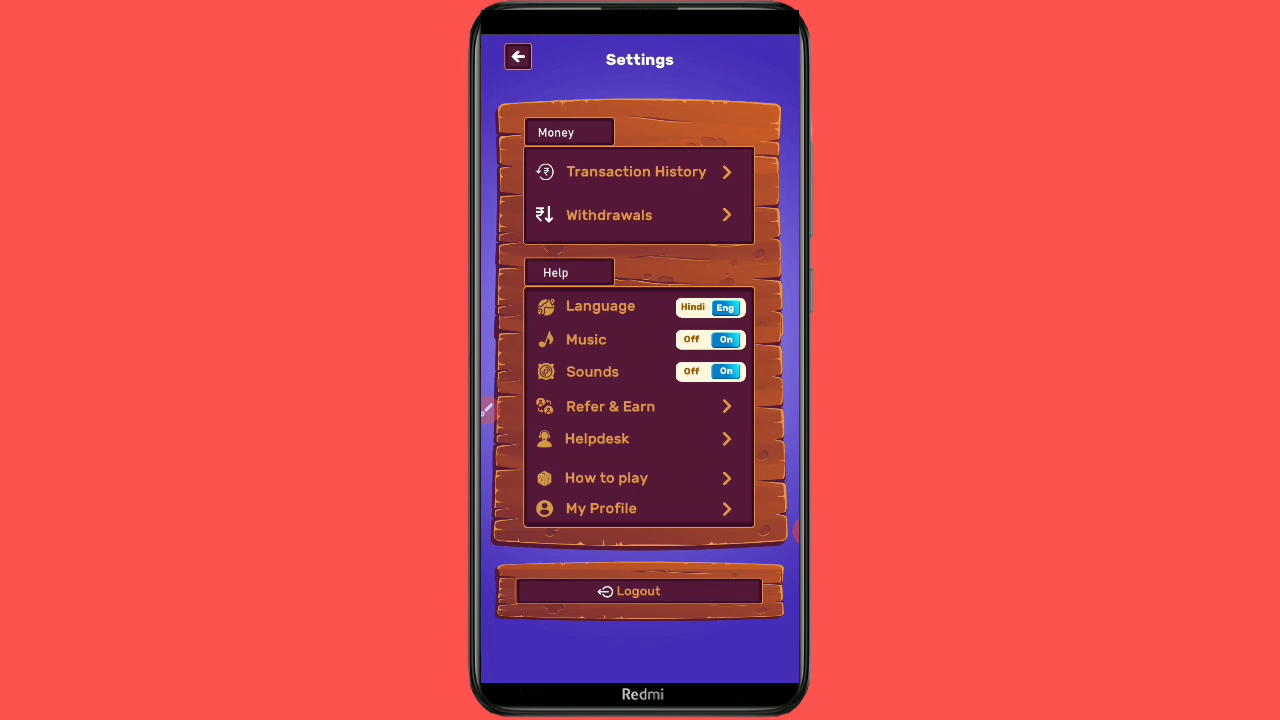 Settings
Money
Transaction History
Withdrawals
Help
Language Hindi Eng
Music Off On
Sounds Off On
Refer & Earn
Helpdesk
How to play
My Profile
Logout
Redmi